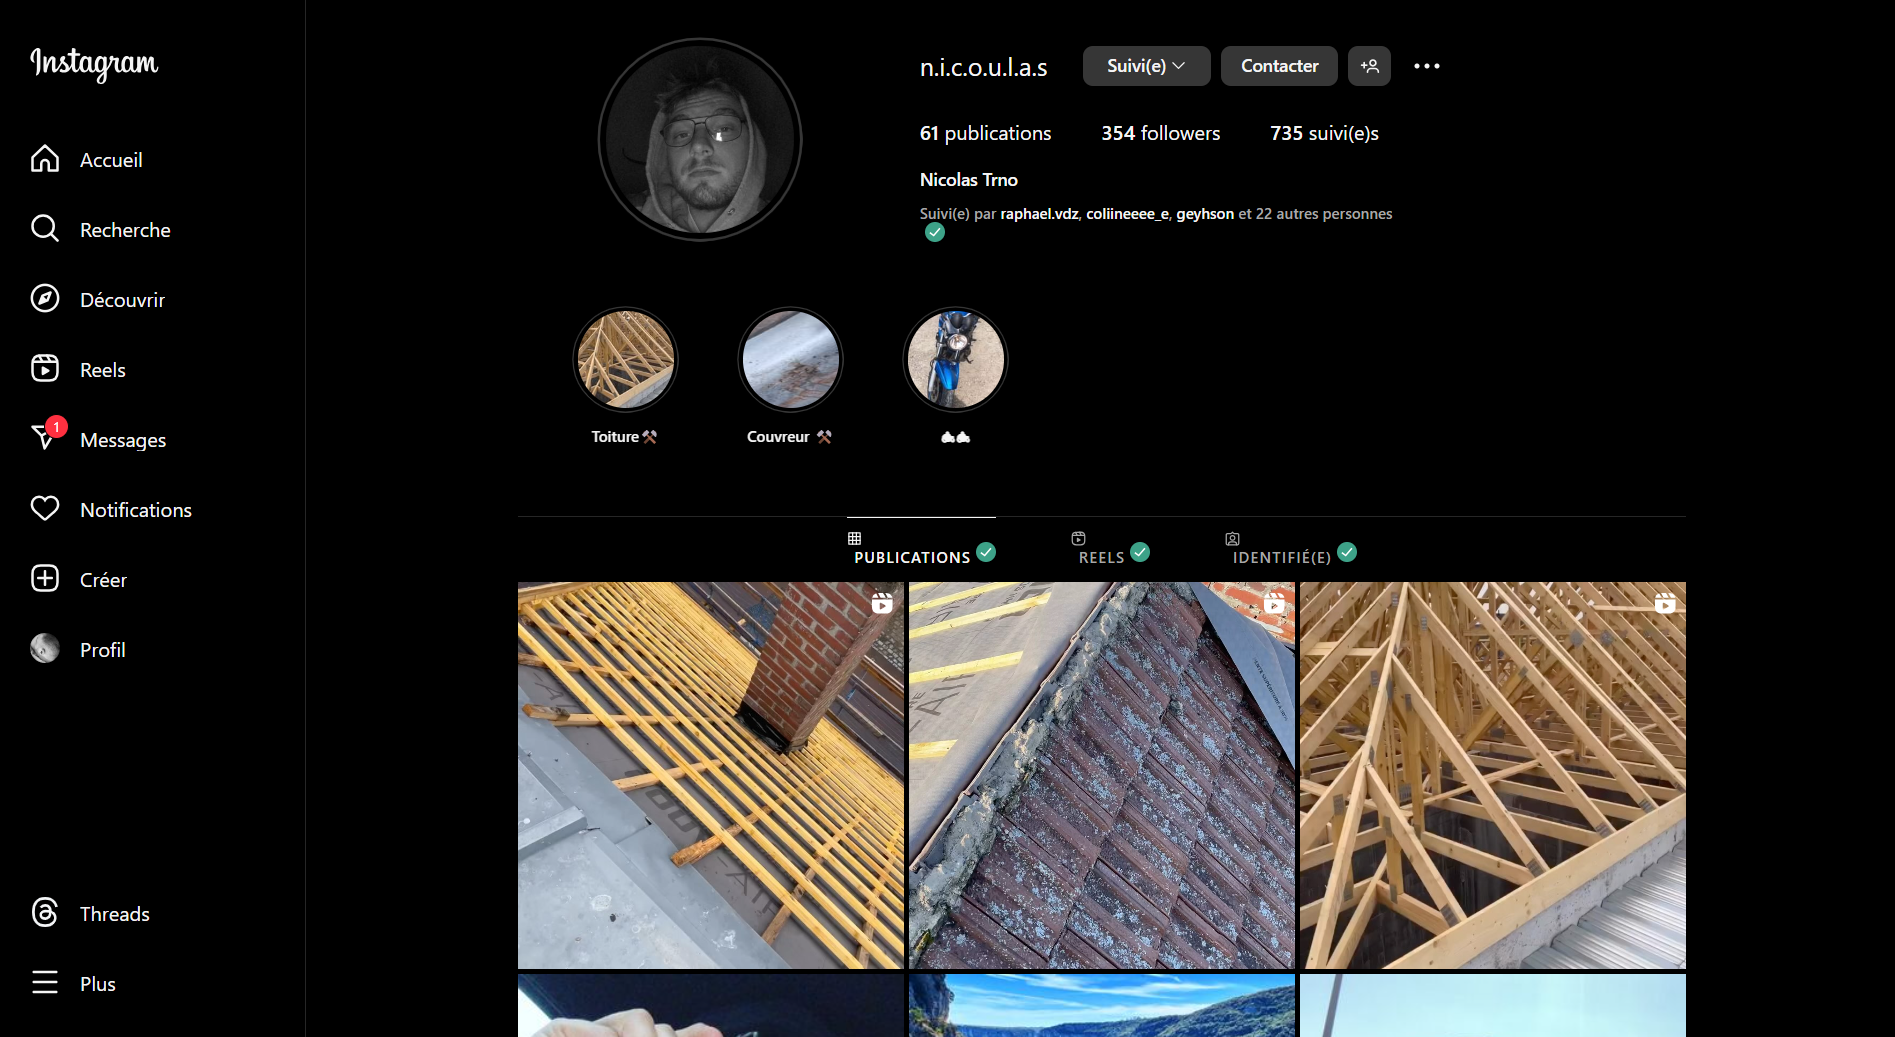 Instagram
Accueil
Recherche
Découvrir
Reels
1
Messages
Notifications
Créer
Profil
Threads
Plus
n.i.c.o.u.l.a.s
Suivi(e)
Contacter
61 publications
354 followers
735 suivi(e)s
Nicolas Trno
Suivi(e) par raphael.vdz, coliineeee_e, geyhson et 22 autres personnes
Toiture
Couvreur
PUBLICATIONS
REELS
IDENTIFIÉ(E)